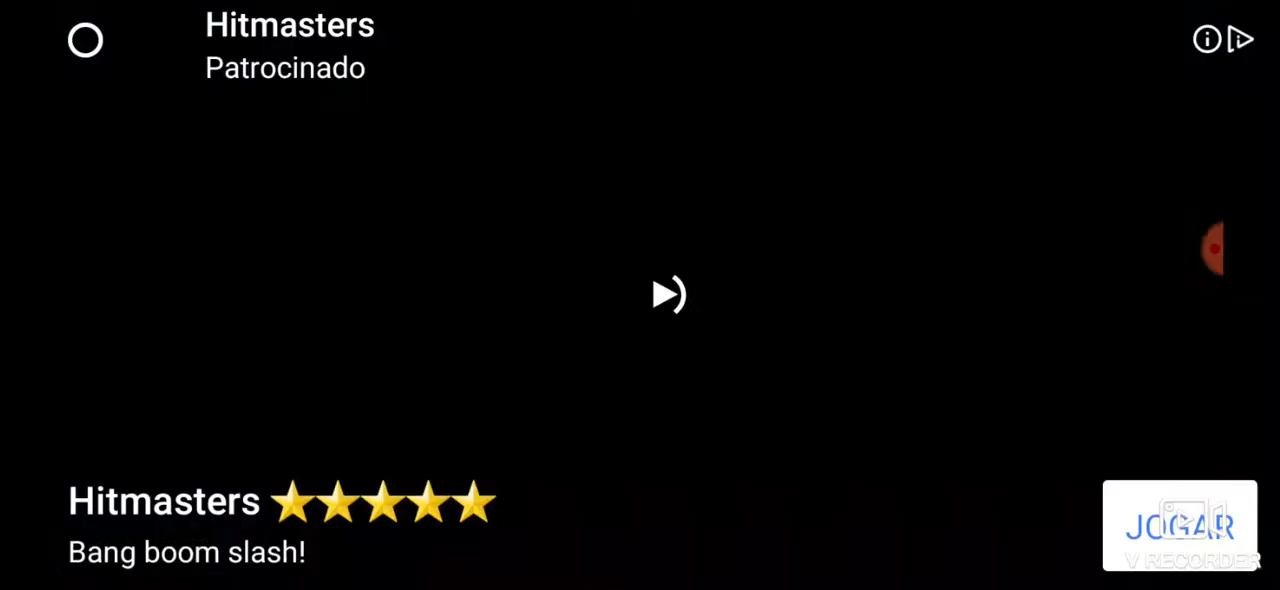 Hitmasters
Patrocinado
Hitmasters ⭐⭐⭐⭐⭐
Bang boom slash!
JOGAR
V RECORDER